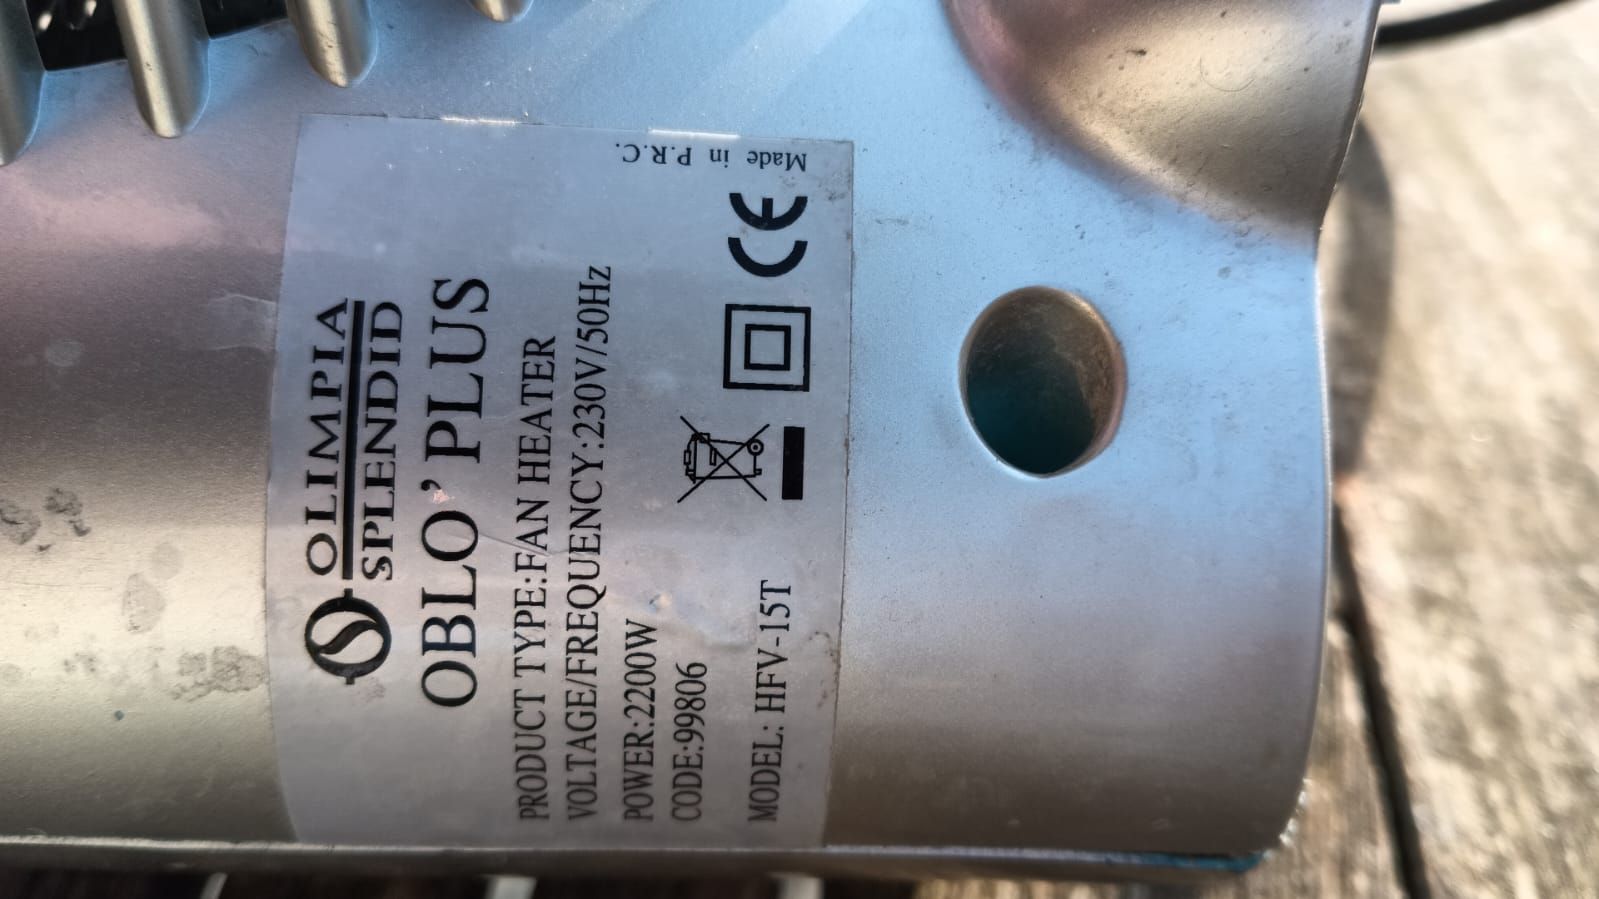 OLIMPIA
SPLENDID
OBLO' PLUS
PRODUCT TYPE:FAN HEATER
VOLTAGE/FREQUENCY:230V/50Hz
POWER:2200W
CODE:99806
MODEL: HFV-15T
CE
Made in P.R.C.